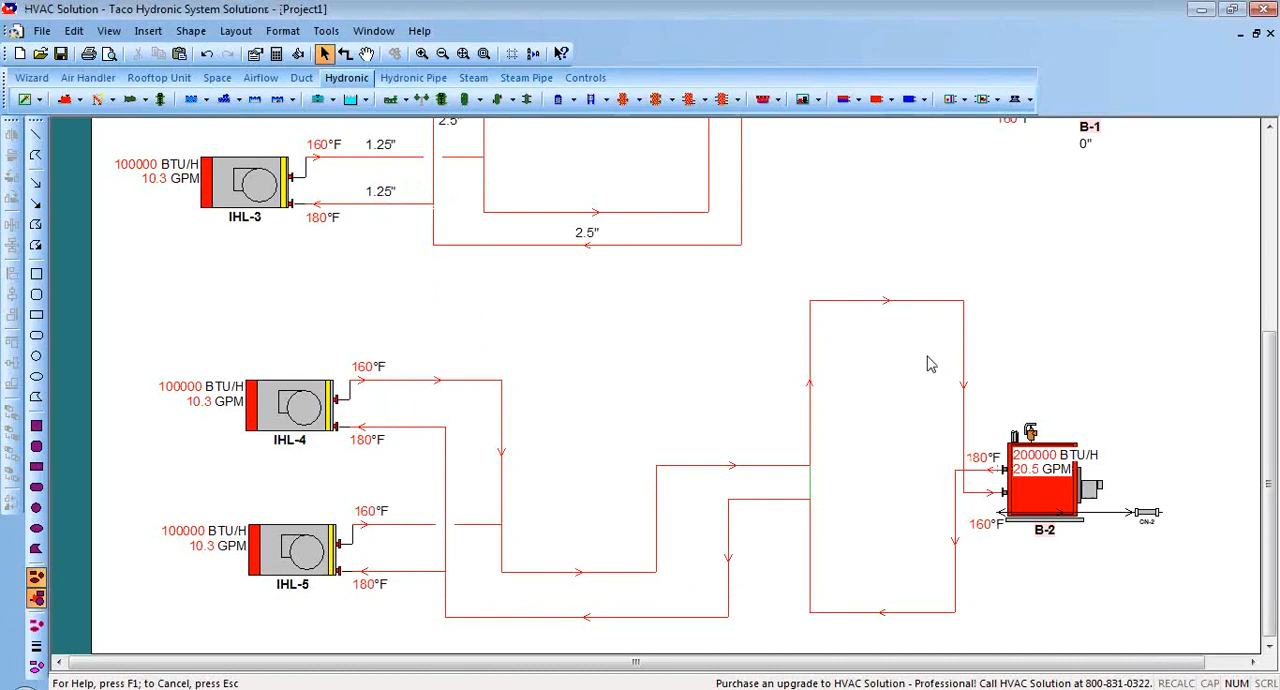 HVAC Solution - Taco Hydronic System Solutions - [Project1]
File Edit View Insert Shape Layout Format Tools Window Help
Wizard Air Handler Rooftop Unit Space Airflow Duct Hydronic Hydronic Pipe Steam Steam Pipe Controls
2.5"
160°F
B-1
0"
160°F 1.25"
100000 BTU/H
10.3 GPM
1.25"
IHL-3
180°F
2.5"
160°F
100000 BTU/H
10.3 GPM
IHL-4
180°F
180°F
200000 BTU/H
20.5 GPM
160°F
CN-2
B-2
160°F
100000 BTU/H
10.3 GPM
IHL-5
180°F
For Help, press F1; to Cancel, press Esc
Purchase an upgrade to HVAC Solution - Professional! Call HVAC Solution at 800-831-0322. RECALC CAP NUM SCRL